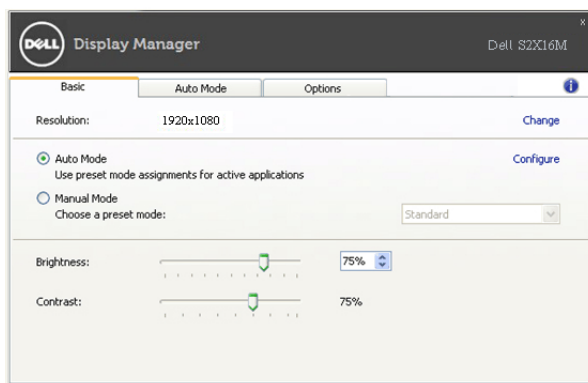 x
DELL Display Manager Dell S2X16M
Basic Auto Mode Options i
Resolution: 1920x1080 Change
Auto Mode Configure
Use preset mode assignments for active applications
Manual Mode
Choose a preset mode: Standard
Brightness: 75%
Contrast: 75%